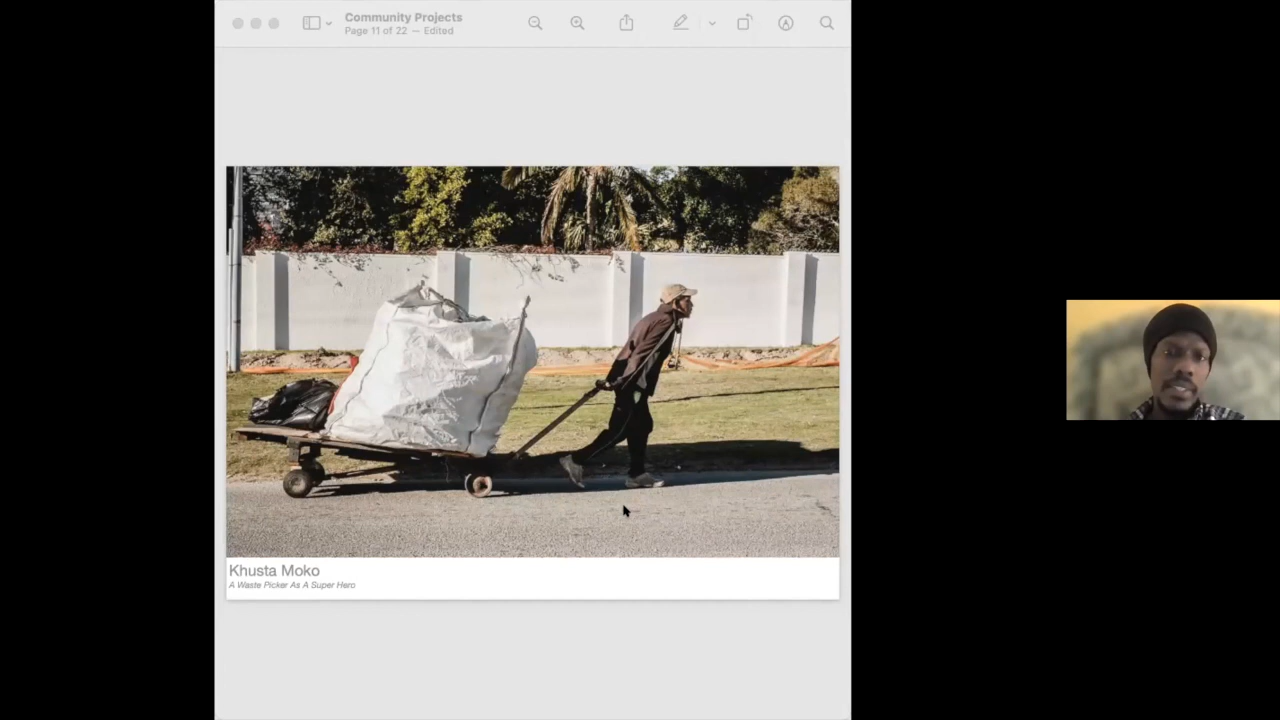 Community Projects
Page 11 of 22 — Edited
Khusta Moko
A Waste Picker As A Super Hero